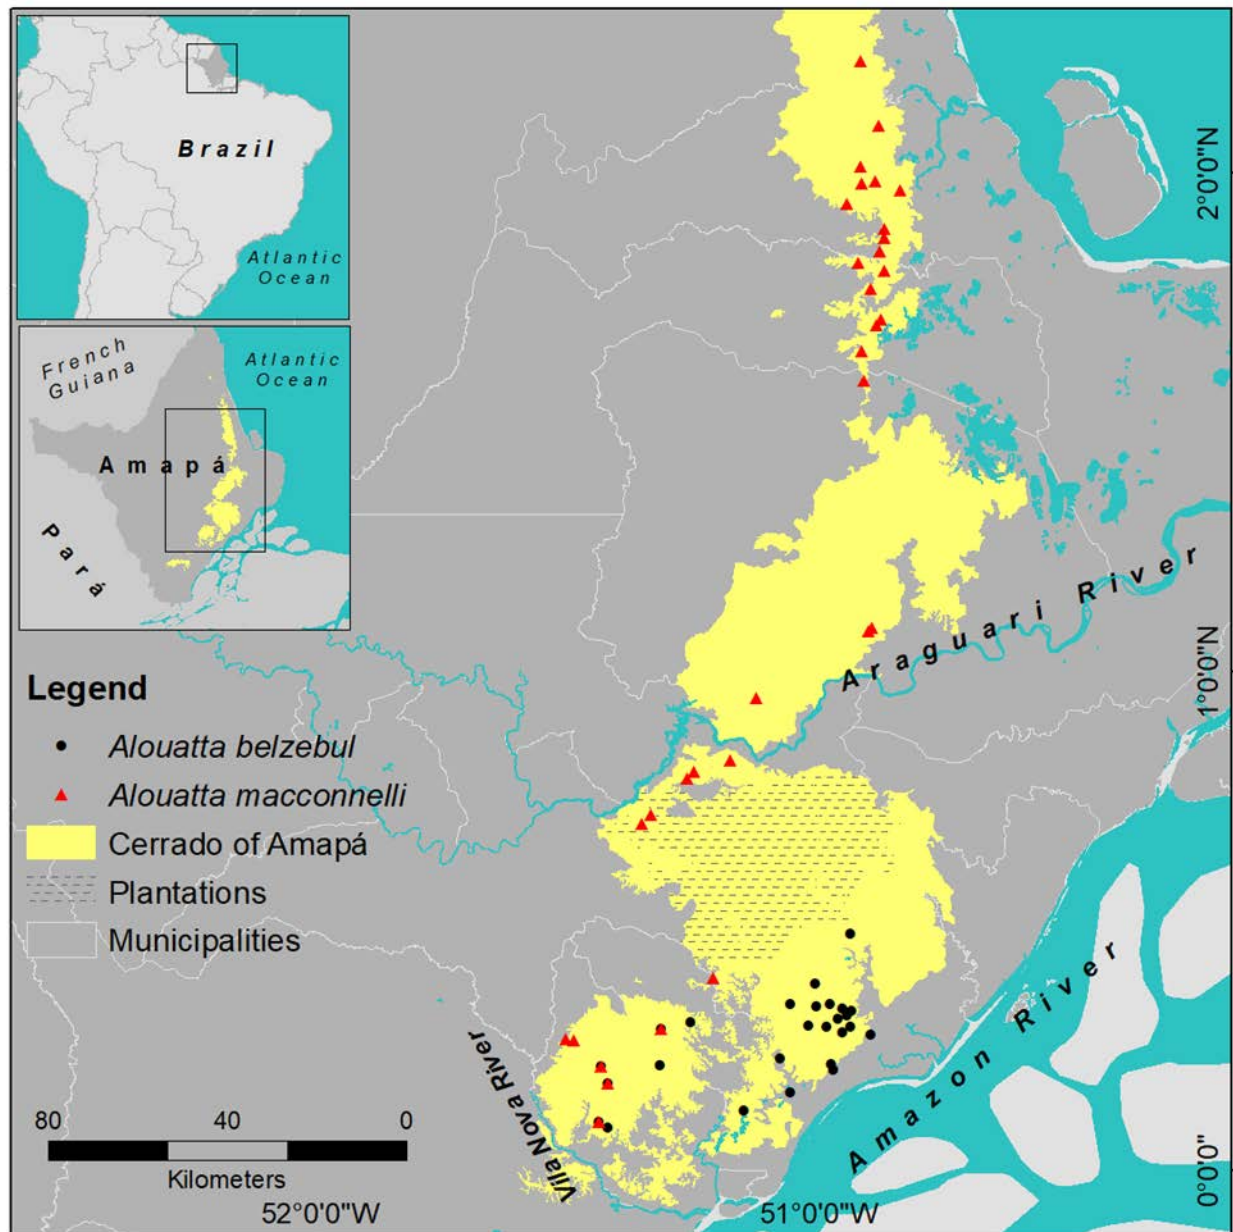 Brazil
Atlantic
Ocean
French
Guiana
Atlantic
Ocean
Amapá
Pará
Legend
Alouatta belzebul
Alouatta macconnelli
Cerrado of Amapá
Plantations
Municipalities
80 40 0
Kilometers
52°0'0"W
51°0'0"W
2°0'0"N
1°0'0"N
0°0'0"
Araguari River
Amazon River
Villa Nova River